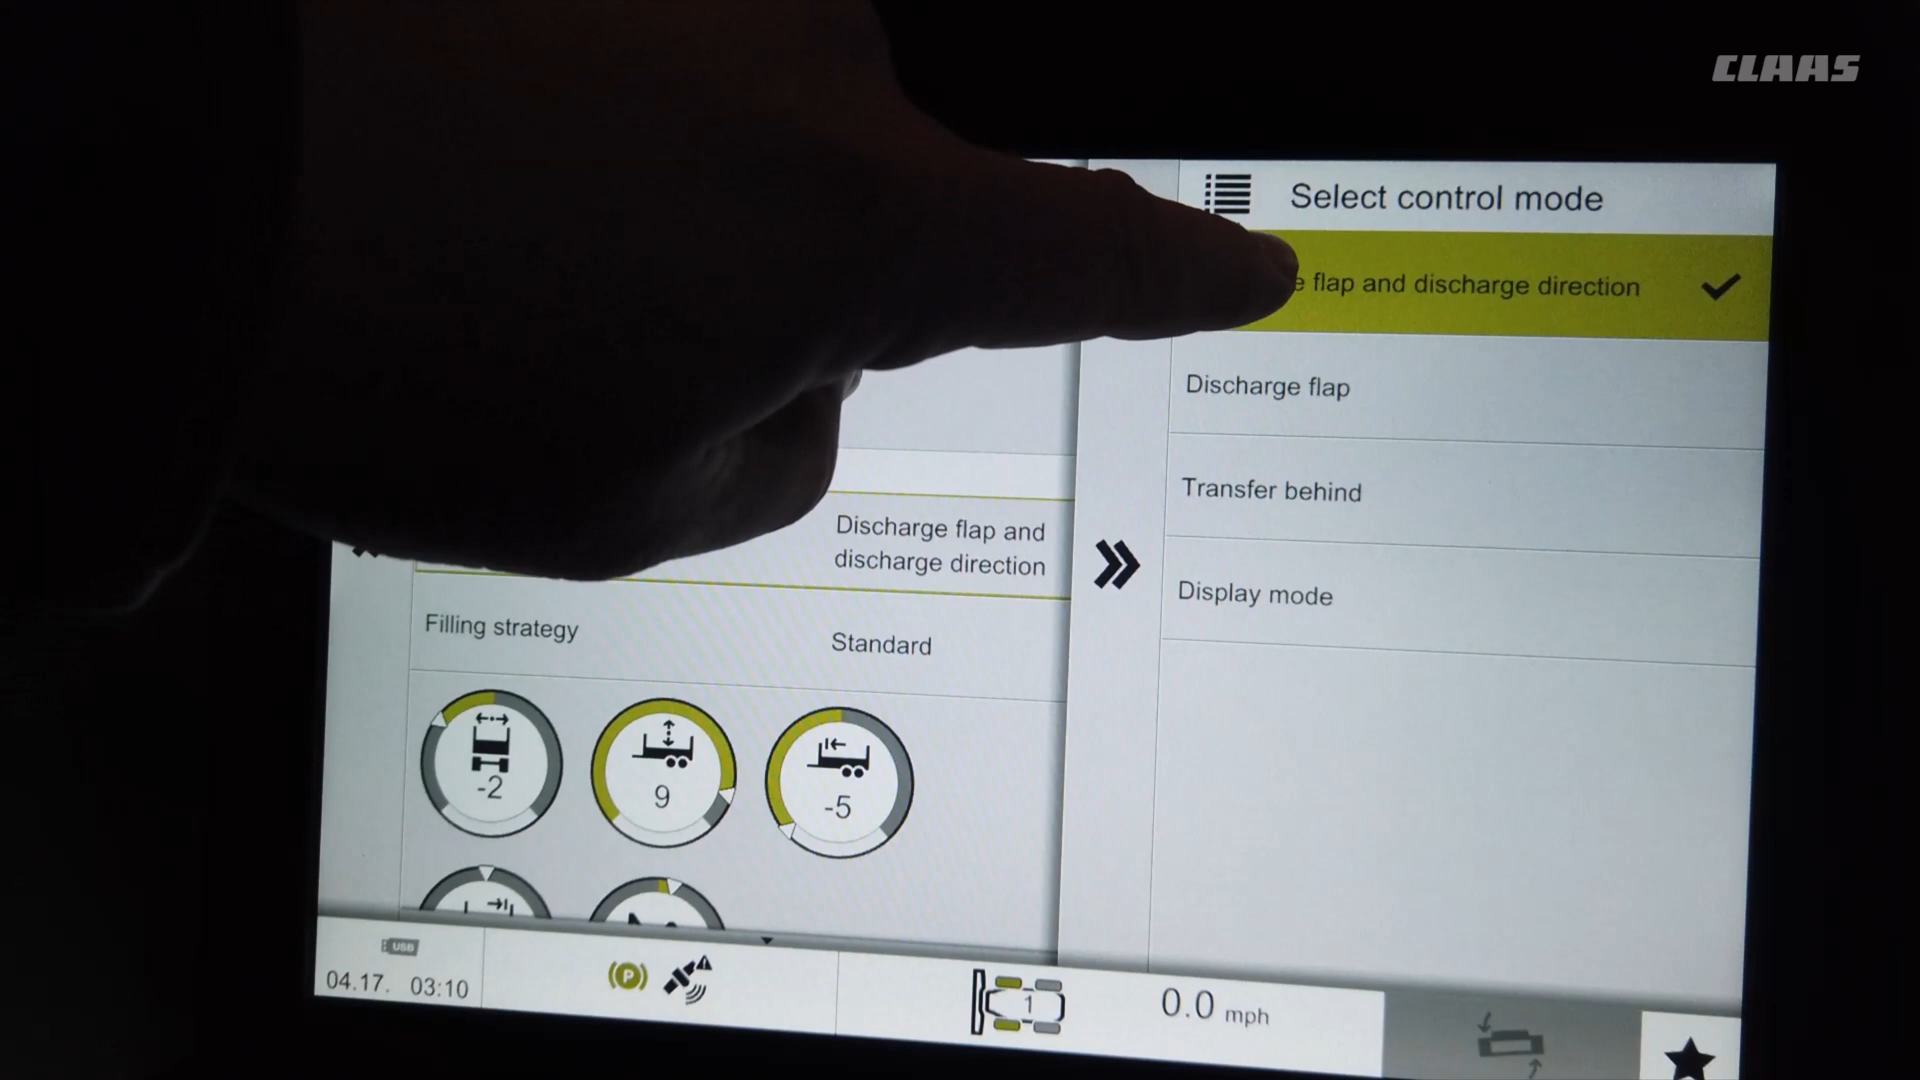 CLAAS
Select control mode
flap and discharge direction
Discharge flap
Transfer behind
Display mode
Discharge flap and
discharge direction
Filling strategy
Standard
-2
9
-5
USB
04.17. 03:10
P
1
0.0 mph